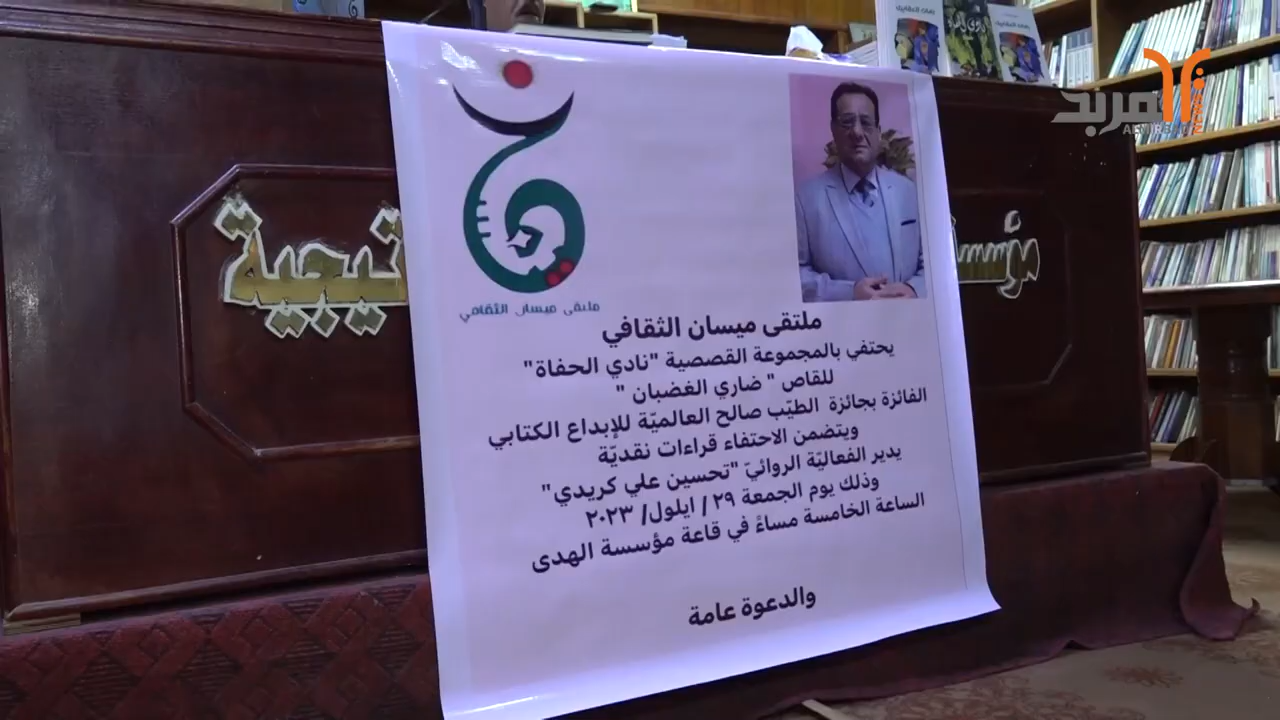 المربد
ملتقى ميسان الثقافي
ملتقى ميسان الثقافي
يحتفي بالمجموعة القصصية "نادي الحفاة"
للقاص " ضاري الغضبان "
الفائزة بجائزة الطيّب صالح العالميّة للإبداع الكتابي
ويتضمن الاحتفاء قراءات نقديّة
يدير الفعاليّة الروائيّ "تحسين علي كريدي"
وذلك يوم الجمعة ٢٩ / ايلول/ ٢٠٢٣
الساعة الخامسة مساءً في قاعة مؤسسة الهدى
والدعوة عامة
مؤسس
تيجية